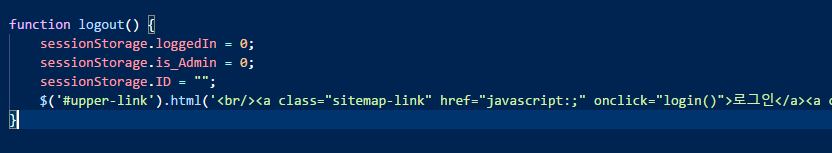 function logout() {
sessionStorage.loggedIn = 0;
sessionStorage.is_Admin = 0;
sessionStorage.ID = "";
$('#upper-link').html('<br/><a class="sitemap-link" href="javascript:;" onclick="login()">로그인</a><a c
}